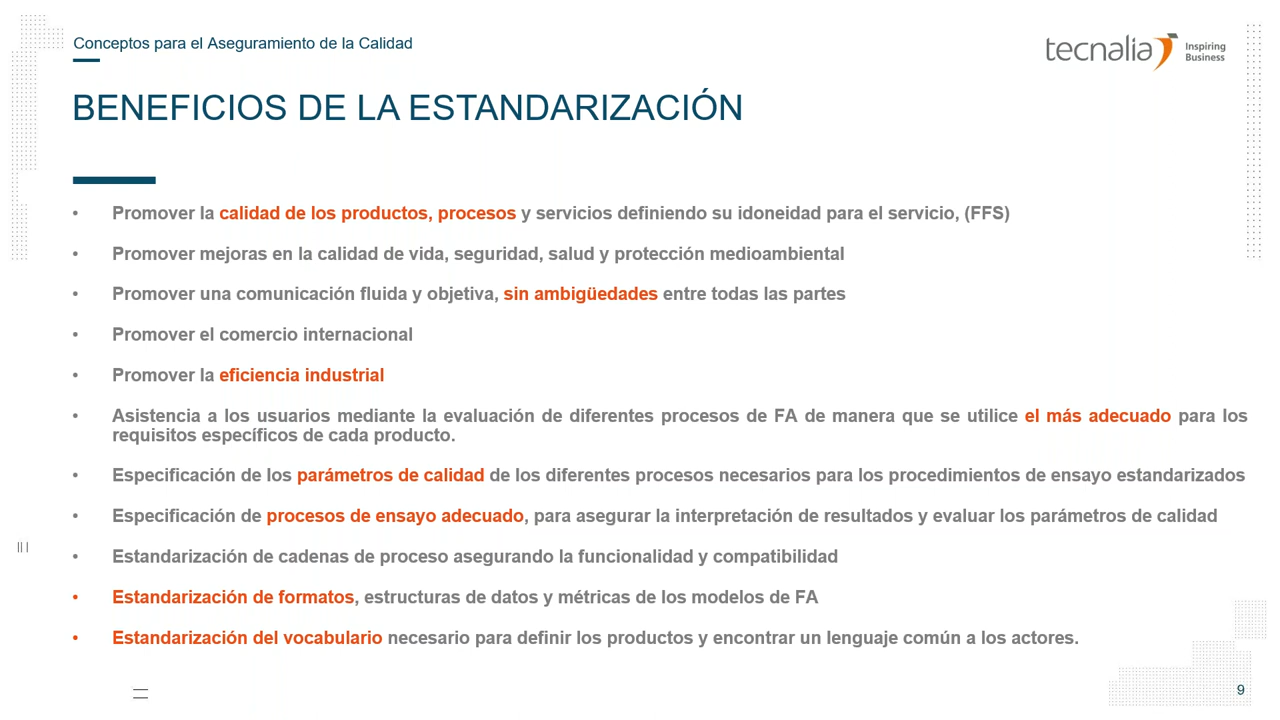 Conceptos para el Aseguramiento de la Calidad
tecnalia Inspiring Business
BENEFICIOS DE LA ESTANDARIZACIÓN
• Promover la calidad de los productos, procesos y servicios definiendo su idoneidad para el servicio, (FFS)
• Promover mejoras en la calidad de vida, seguridad, salud y protección medioambiental
• Promover una comunicación fluida y objetiva, sin ambigüedades entre todas las partes
• Promover el comercio internacional
• Promover la eficiencia industrial
• Asistencia a los usuarios mediante la evaluación de diferentes procesos de FA de manera que se utilice el más adecuado para los
requisitos específicos de cada producto.
• Especificación de los parámetros de calidad de los diferentes procesos necesarios para los procedimientos de ensayo estandarizados
• Especificación de procesos de ensayo adecuado, para asegurar la interpretación de resultados y evaluar los parámetros de calidad
• Estandarización de cadenas de proceso asegurando la funcionalidad y compatibilidad
• Estandarización de formatos, estructuras de datos y métricas de los modelos de FA
• Estandarización del vocabulario necesario para definir los productos y encontrar un lenguaje común a los actores.
9